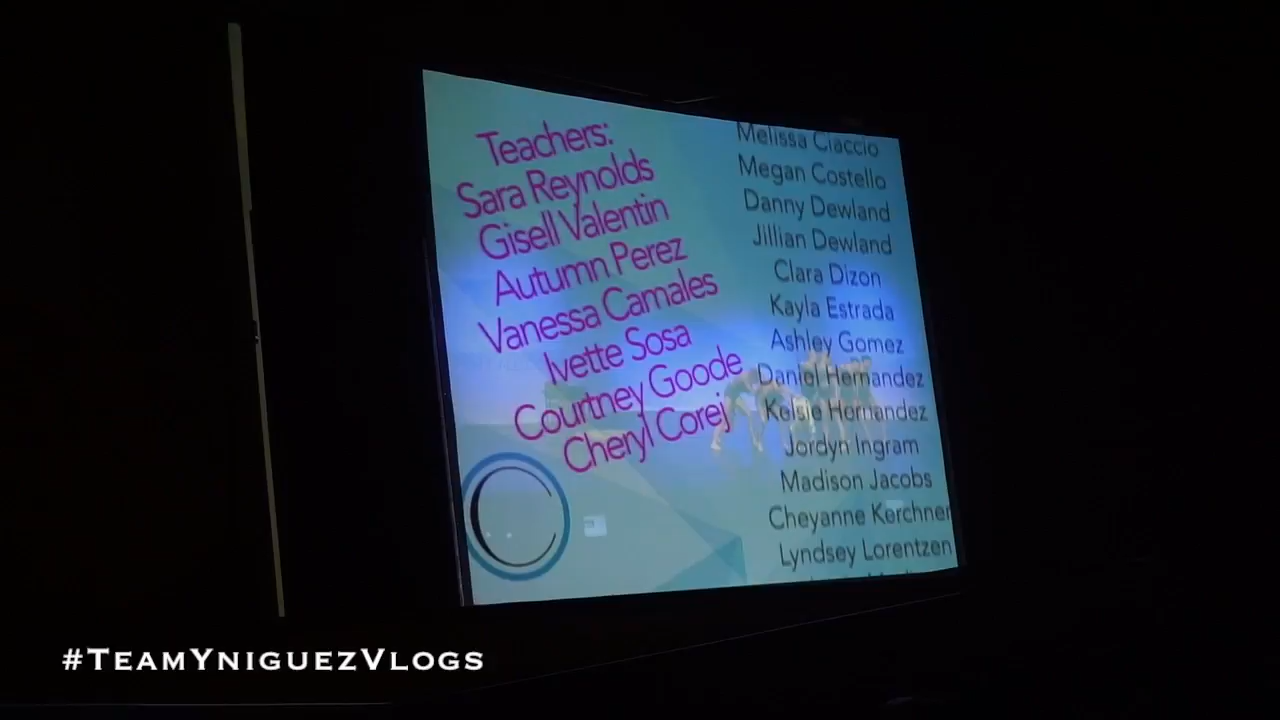 Teachers:
Sara Reynolds
Gisell Valentin
Autumn Perez
Vanessa Camales
Ivette Sosa
Courtney Goode
Cheryl Corej
Melissa Ciaccio
Megan Costello
Danny Dewland
Jillian Dewland
Clara Dizon
Kayla Estrada
Ashley Gomez
Daniel Hernandez
Kelsie Hernandez
Jordyn Ingram
Madison Jacobs
Cheyanne Kerchner
Lyndsey Lorentzen
#TeamYniguezVlogs